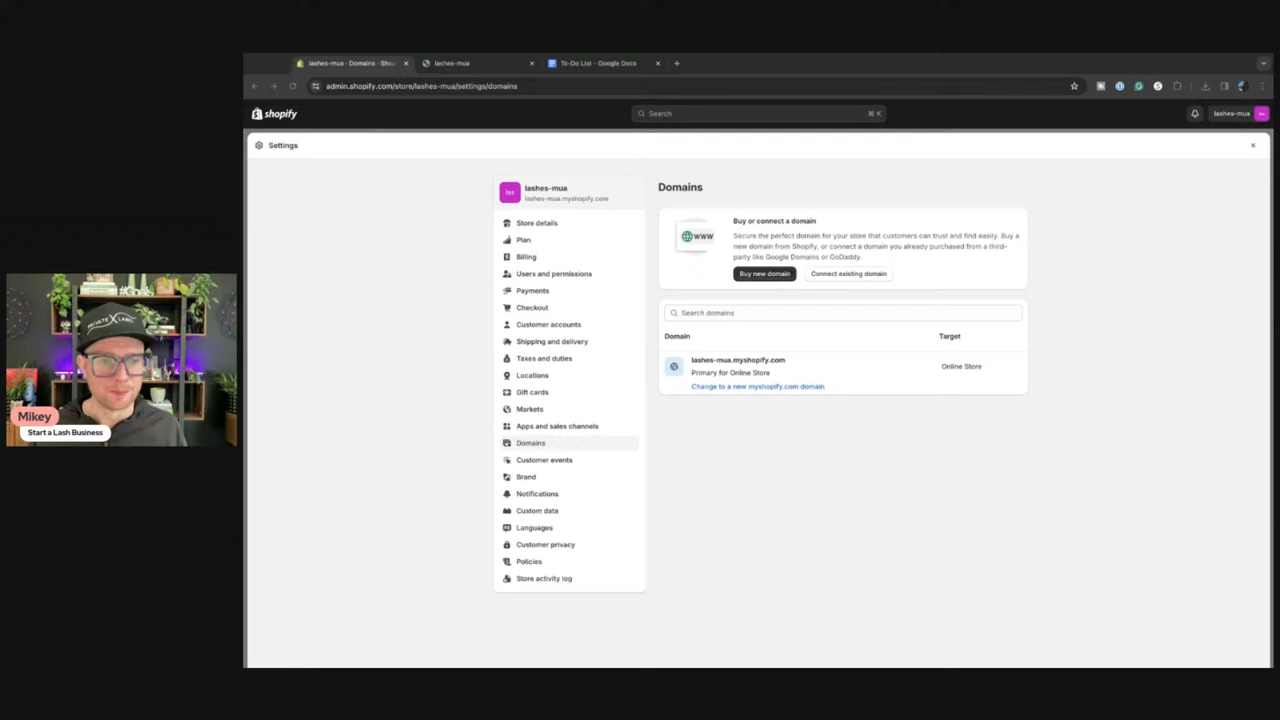 lashes-mua · Domains · Sho
lashes-mua
To-Do List - Google Docs
admin.shopify.com/store/lashes-mua/settings/domains
shopify
Search
⌘ K
lashes-mua
Settings
las
lashes-mua
lashes-mua.myshopify.com
Store details
Plan
Billing
Users and permissions
Payments
Checkout
Customer accounts
Shipping and delivery
Taxes and duties
Locations
Gift cards
Markets
Apps and sales channels
Domains
Customer events
Brand
Notifications
Custom data
Languages
Customer privacy
Policies
Store activity log
Domains
WWW
Buy or connect a domain
Secure the perfect domain for your store that customers can trust and find easily. Buy a
new domain from Shopify, or connect a domain you already purchased from a third-
party like Google Domains or GoDaddy.
Buy new domain
Connect existing domain
Search domains
Domain
Target
lashes-mua.myshopify.com
Primary for Online Store
Online Store
Change to a new myshopify.com domain
#Goals
PRIVATE X LABEL
Mikey
Start a Lash Business